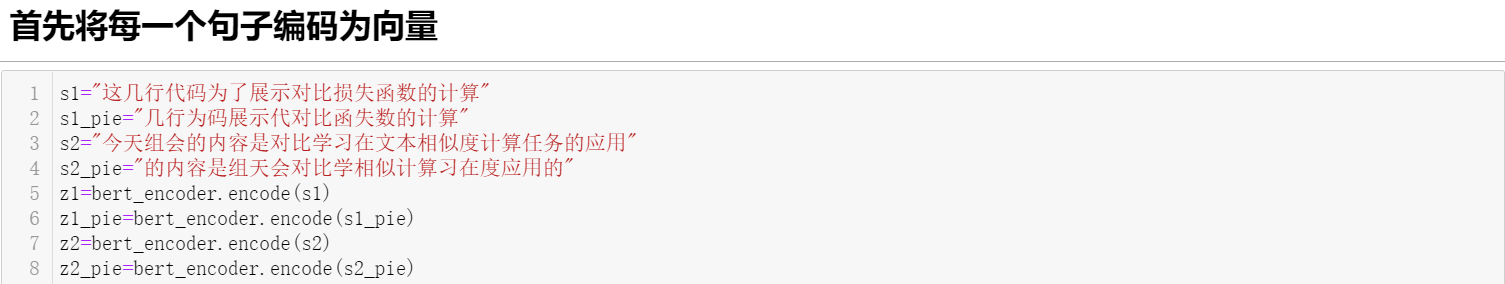 首先将每一个句子编码为向量
1 s1="这几行代码为了展示对比损失函数的计算"
2 s1_pie="几行为码展示代对比函失数的计算"
3 s2="今天组会的内容是对比学习在文本相似度计算任务的应用"
4 s2_pie="的内容是组天会对比学相似计算习在度应用的"
5 z1=bert_encoder.encode(s1)
6 z1_pie=bert_encoder.encode(s1_pie)
7 z2=bert_encoder.encode(s2)
8 z2_pie=bert_encoder.encode(s2_pie)